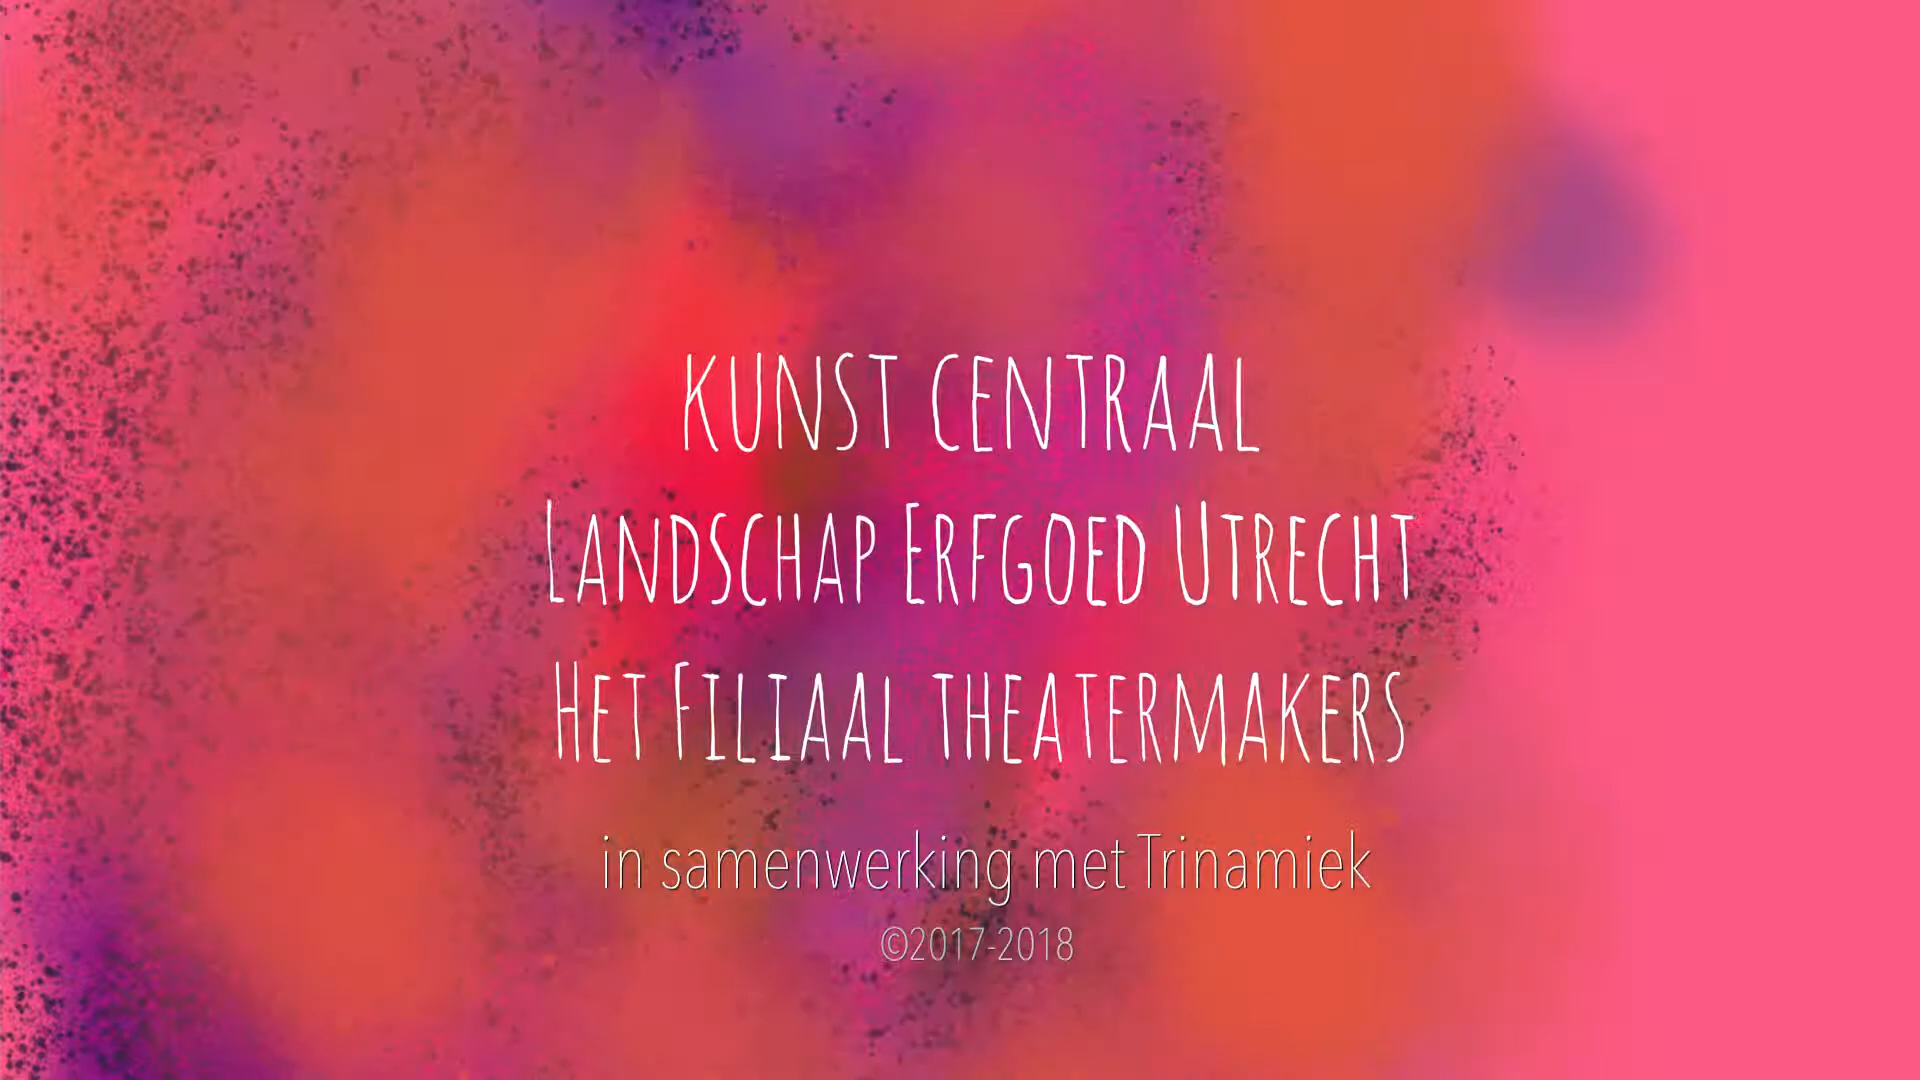 KUNST CENTRAAL
LANDSCHAP ERFGOED UTRECHT
HET FILIAAL THEATERMAKERS
in samenwerking met Trinamiek
©2017-2018